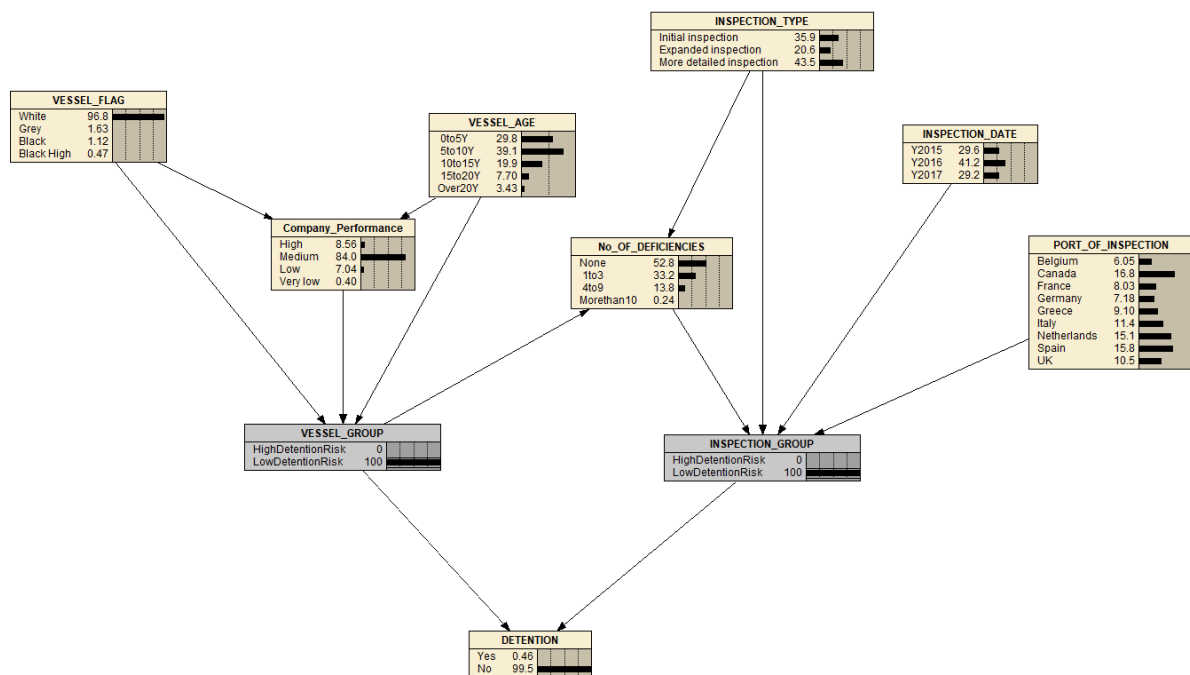 INSPECTION_TYPE
Initial inspection 35.9
Expanded inspection 20.6
More detailed inspection 43.5
VESSEL_FLAG
White 96.8
Grey 1.63
Black 1.12
Black High 0.47
VESSEL_AGE
0to5Y 29.8
5to10Y 39.1
10to15Y 19.9
15to20Y 7.70
Over20Y 3.43
INSPECTION_DATE
Y2015 29.6
Y2016 41.2
Y2017 29.2
Company_Performance
High 8.56
Medium 84.0
Low 7.04
Very low 0.40
No_OF_DEFICIENCIES
None 52.8
1to3 33.2
4to9 13.8
Morethan10 0.24
PORT_OF_INSPECTION
Belgium 6.05
Canada 16.8
France 8.03
Germany 7.18
Greece 9.10
Italy 11.4
Netherlands 15.1
Spain 15.8
UK 10.5
VESSEL_GROUP
HighDetentionRisk 0
LowDetentionRisk 100
INSPECTION_GROUP
HighDetentionRisk 0
LowDetentionRisk 100
DETENTION
Yes 0.46
No 99.5